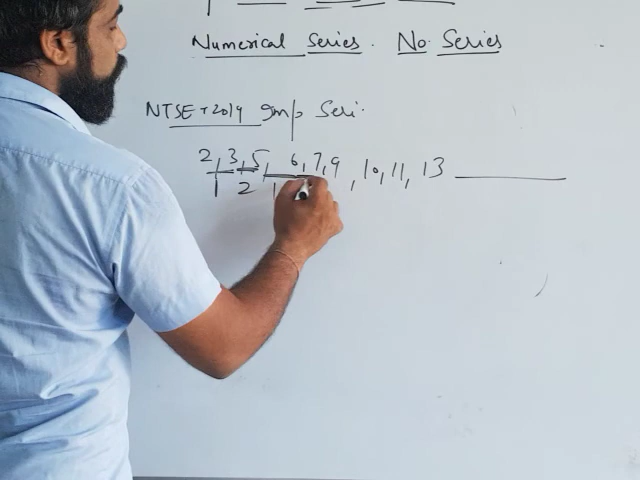 Numerical Series. No. Series
NTSE + 2019 Imp Seri.
2, 3, 5, 6, 7, 9, 10, 11, 13
1 2 1